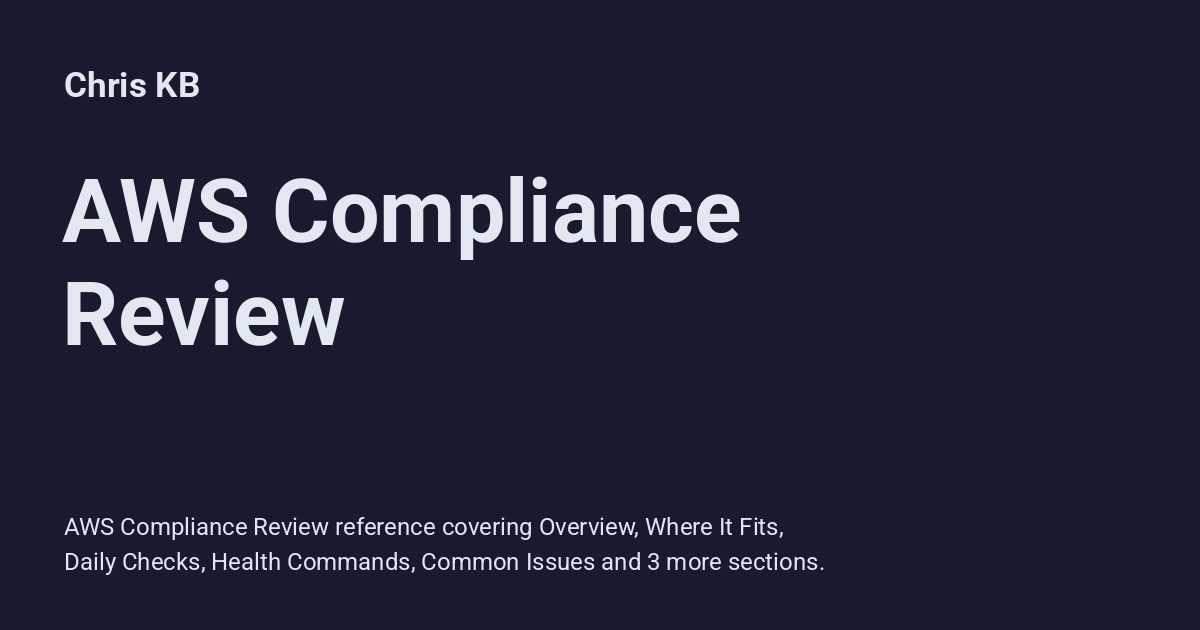 Chris KB
AWS Compliance
Review
AWS Compliance Review reference covering Overview, Where It Fits,
Daily Checks, Health Commands, Common Issues and 3 more sections.